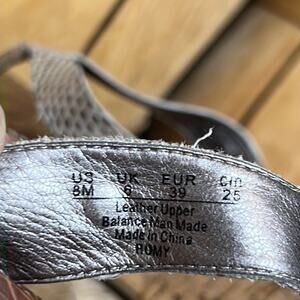 US UK EUR cm
8M 6 39 25
Leather Upper
Balance Man Made
Made in China
ROMY